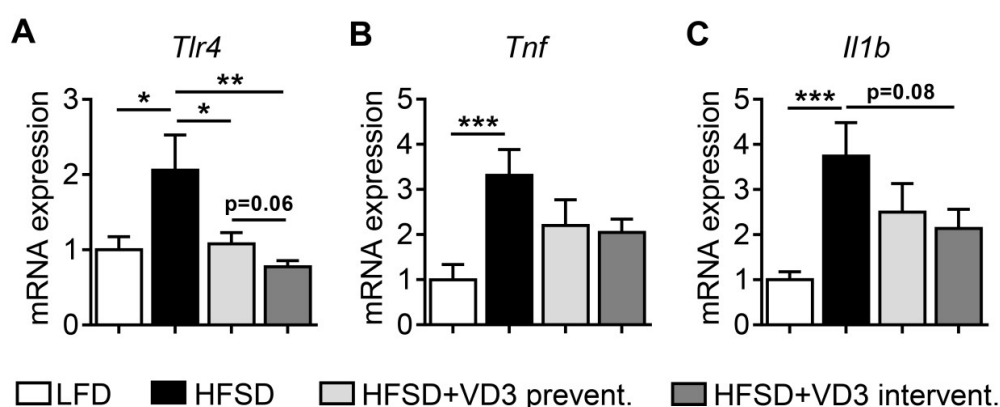 A
Tlr4
mRNA expression
3
2
1
0
*
**
*
p=0.06
B
Tnf
mRNA expression
5
4
3
2
1
0
***
C
Il1b
mRNA expression
5
4
3
2
1
0
***
p=0.08
LFD HFSD HFSD+VD3 prevent. HFSD+VD3 intervent.